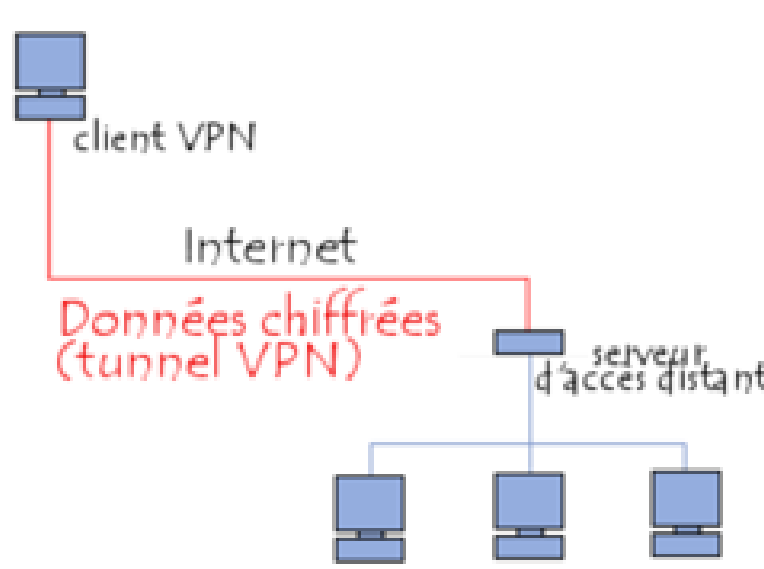 client VPN
Internet
Données chiffrées
(tunnel VPN)
serveur
d'accès distant